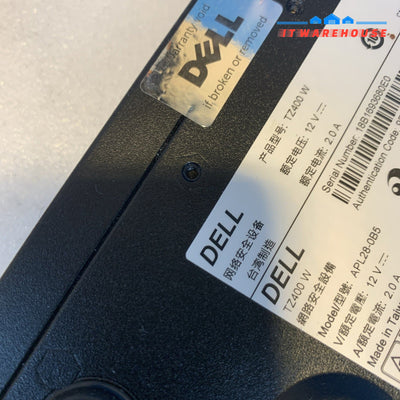 ITWAREHOUSE
warranty void
DELL
if broken or removed
DELL
网络安全设备
台湾制造
产品型号: TZ400 W
额定电压: 12 V
额定电流: 2.0 A
Serial Number: 18B1693680E0
Authentication Code:
DELL
TZ400 W
網路安全設備
Model/型號: APL28-0B5
V/額定電壓: 12 V
A/額定電流: 2.0
Made in